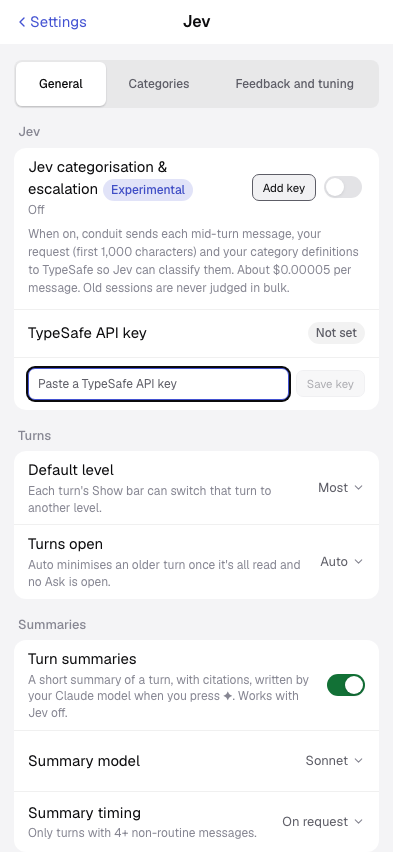 Settings
Jev
General
Categories
Feedback and tuning
Jev
Jev categorisation &
escalation Experimental
Add key
Off
When on, conduit sends each mid-turn message, your
request (first 1,000 characters) and your category definitions
to TypeSafe so Jev can classify them. About $0.00005 per
message. Old sessions are never judged in bulk.
TypeSafe API key
Not set
Paste a TypeSafe API key
Save key
Turns
Default level
Each turn's Show bar can switch that turn to
another level.
Most
Turns open
Auto minimises an older turn once it's all read and
no Ask is open.
Auto
Summaries
Turn summaries
A short summary of a turn, with citations, written by
your Claude model when you press ✦. Works with
Jev off.
Summary model
Sonnet
Summary timing
Only turns with 4+ non-routine messages.
On request